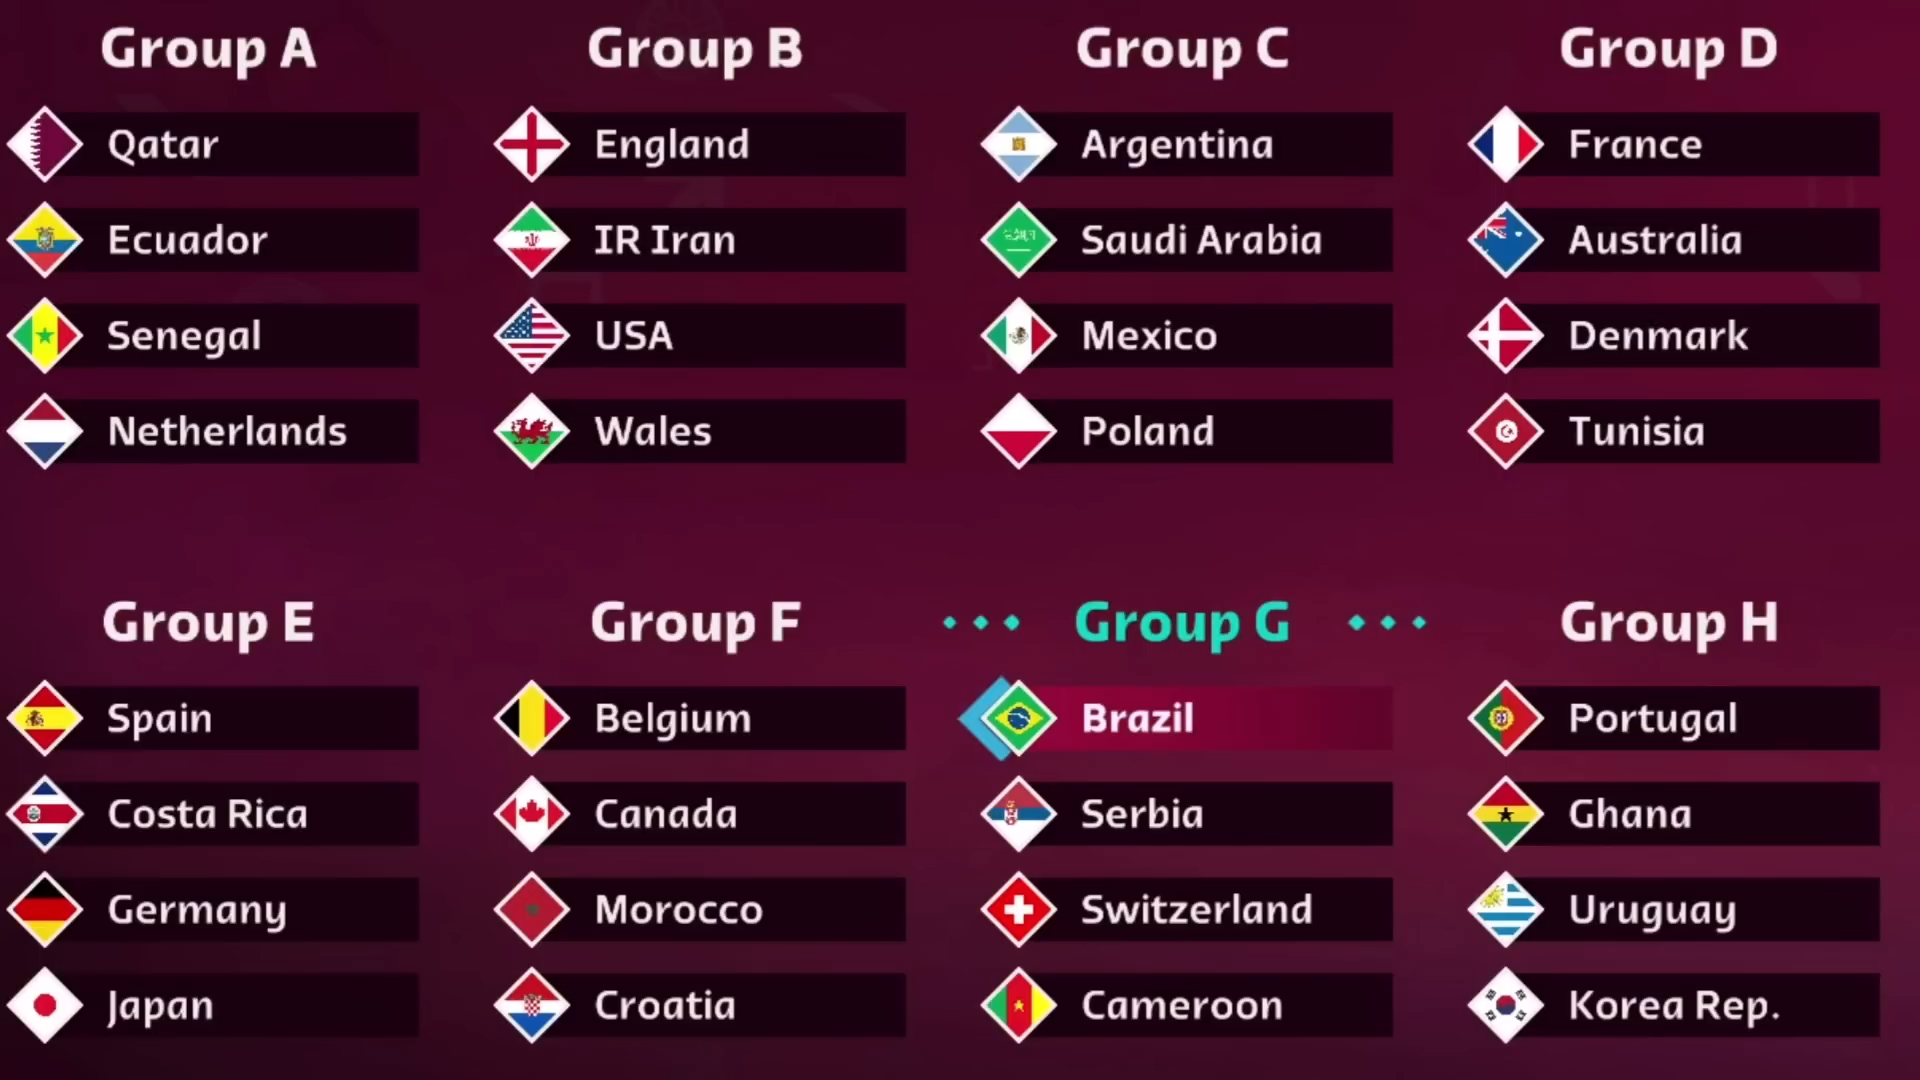 Group A
Qatar
Ecuador
Senegal
Netherlands
Group B
England
IR Iran
USA
Wales
Group C
Argentina
Saudi Arabia
Mexico
Poland
Group D
France
Australia
Denmark
Tunisia
Group E
Spain
Costa Rica
Germany
Japan
Group F
Belgium
Canada
Morocco
Croatia
Group G
Brazil
Serbia
Switzerland
Cameroon
Group H
Portugal
Ghana
Uruguay
Korea Rep.